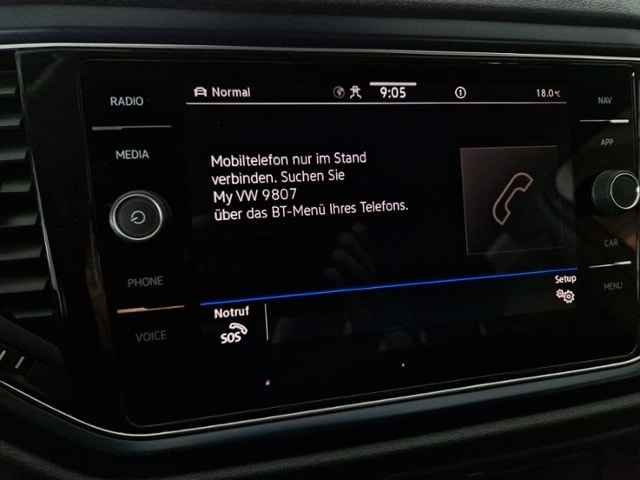 RADIO
MEDIA
PHONE
VOICE
Normal
9:05
18.0°C
Mobiltelefon nur im Stand
verbinden. Suchen Sie
My VW 9807
über das BT-Menü Ihres Telefons.
Setup
Notruf
SOS
NAV
APP
CAR
MENU